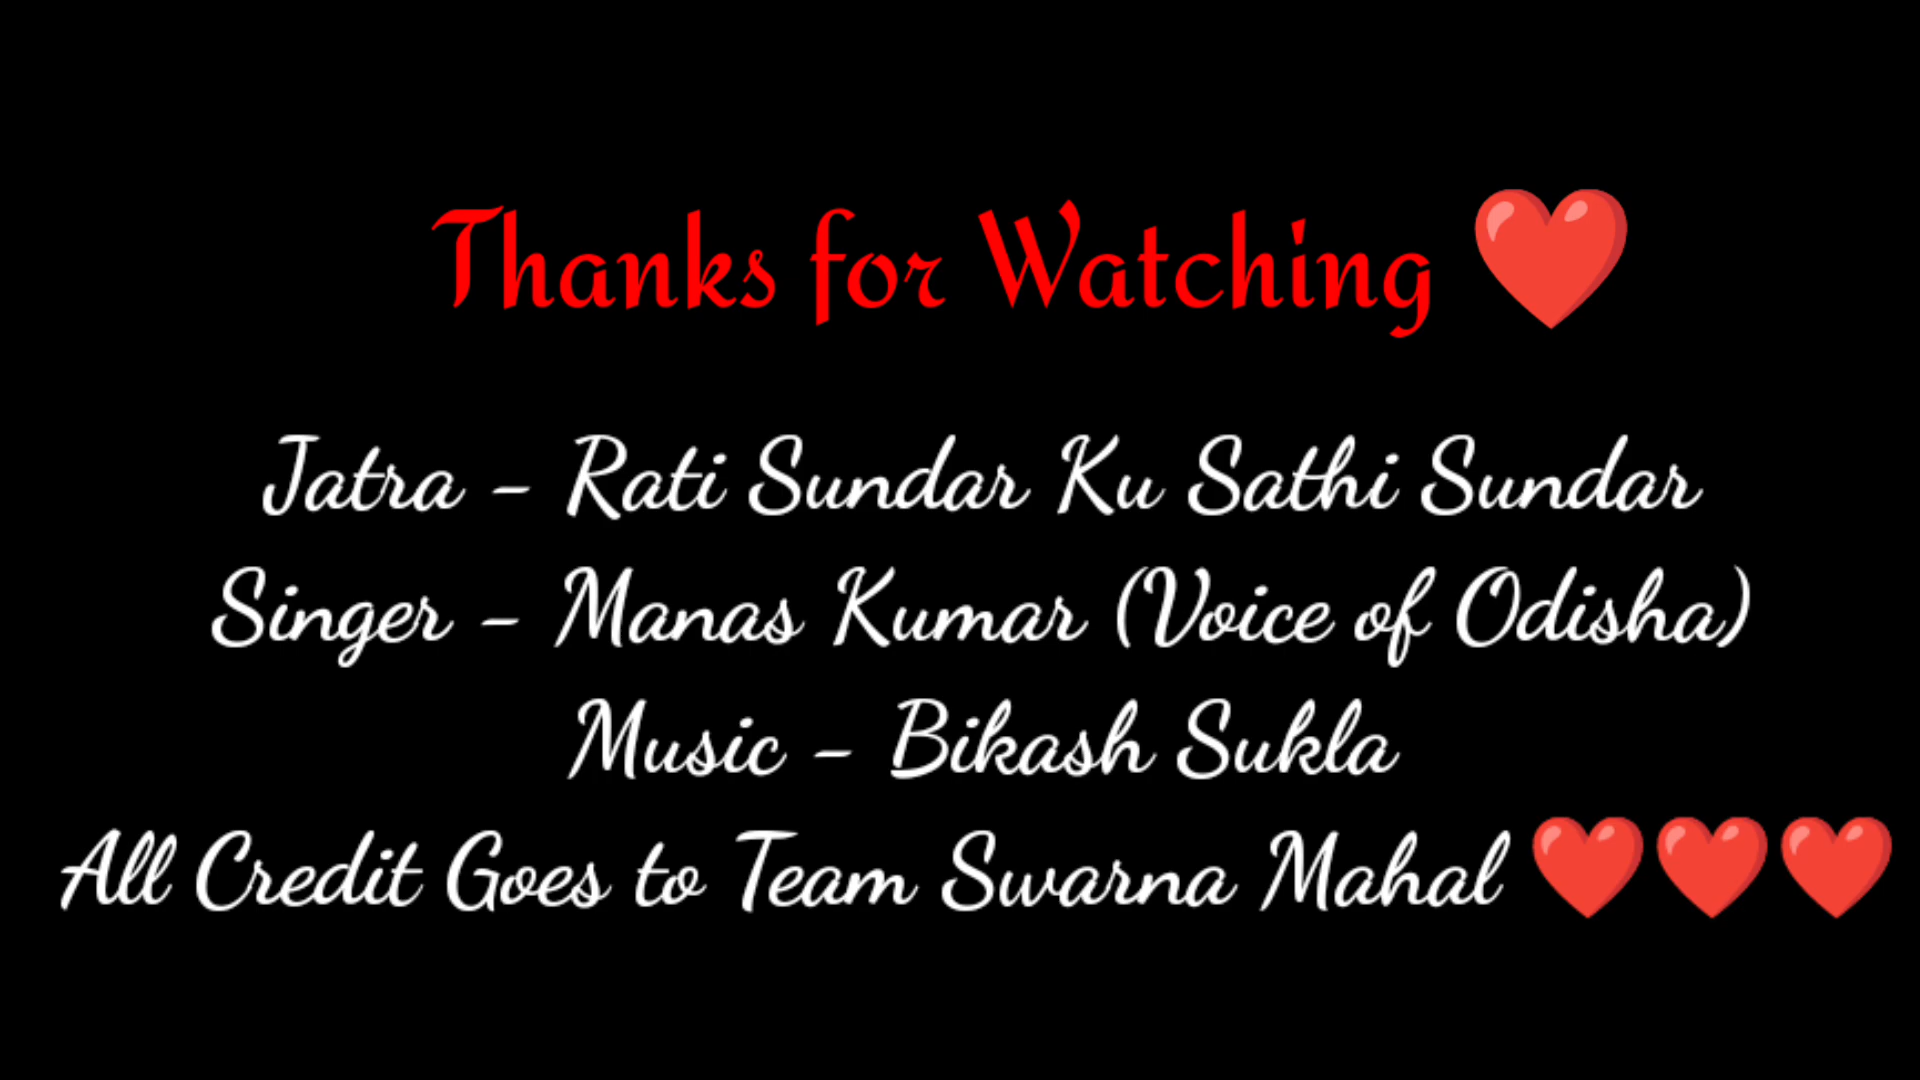 Thanks for Watching ❤️
Jatra - Rati Sundar Ku Sathi Sundar
Singer - Manas Kumar (Voice of Odisha)
Music - Bikash Sukla
All Credit Goes to Team Swarna Mahal ❤️❤️❤️